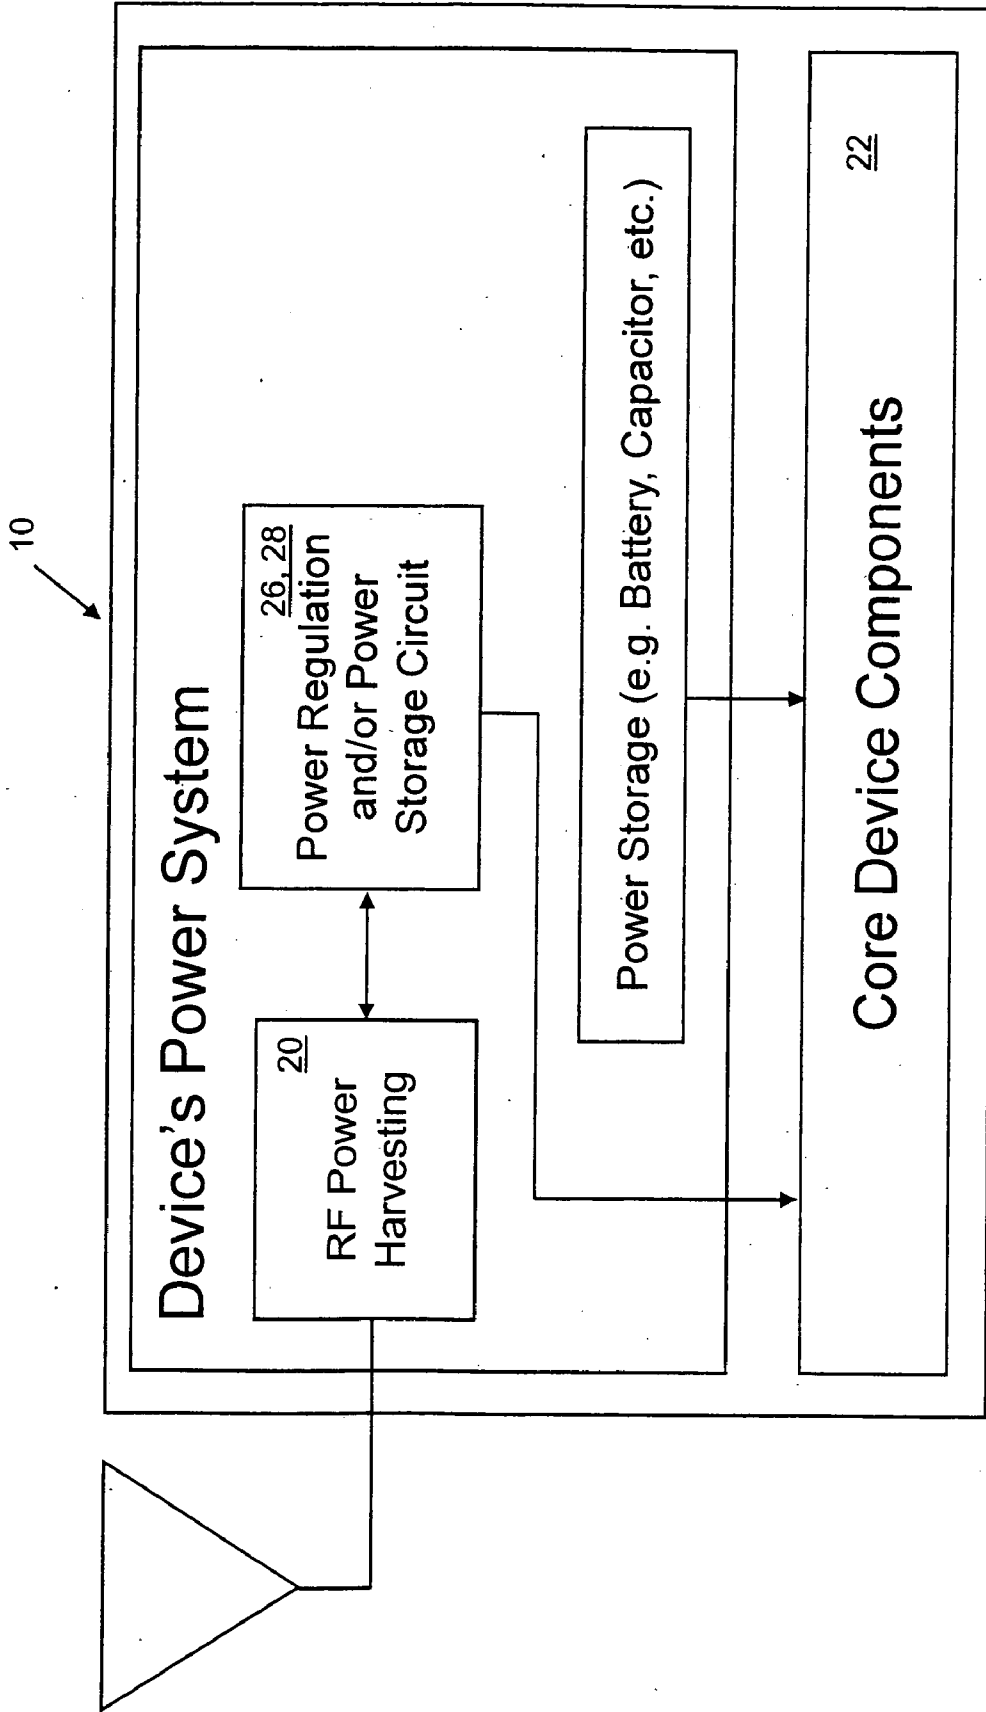 10
Device's Power System
20
RF Power
Harvesting
26, 28
Power Regulation
and/or Power
Storage Circuit
Power Storage (e.g. Battery, Capacitor, etc.)
Core Device Components
22